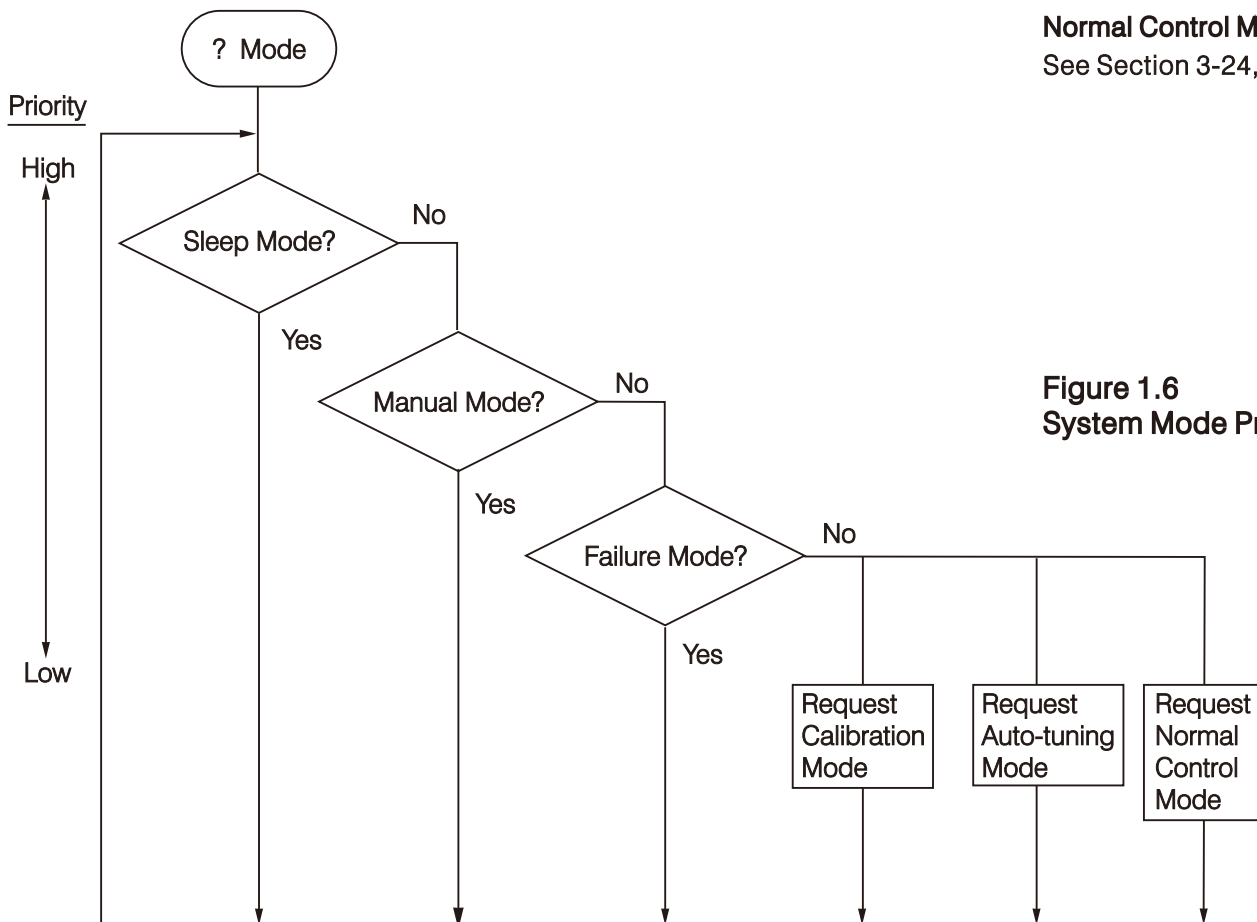 Normal Control M
See Section 3-24,
? Mode
Priority
High
No
Sleep Mode?
Yes
No
Manual Mode?
Figure 1.6
System Mode Pr
Yes
No
Failure Mode?
Yes
Low
Request
Calibration
Mode
Request
Auto-tuning
Mode
Request
Normal
Control
Mode